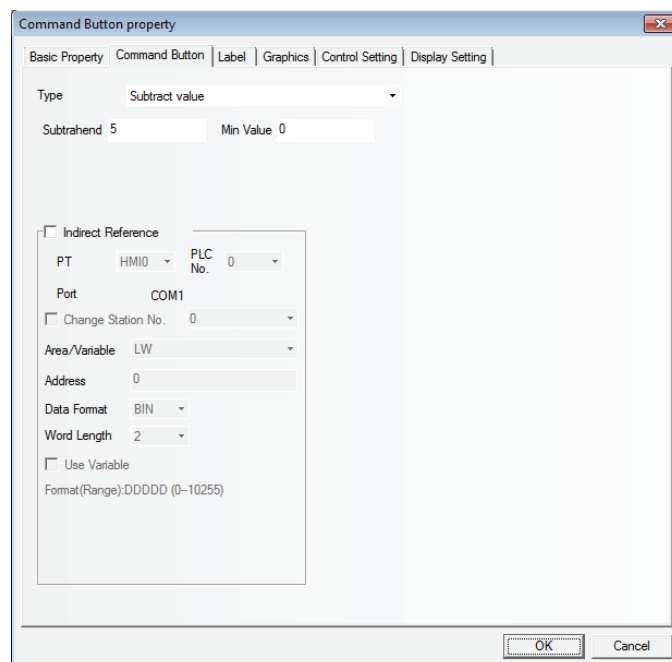 Command Button property
Basic Property Command Button Label Graphics Control Setting Display Setting
Type Subtract value
Subtrahend 5 Min Value 0
Indirect Reference
PT HMI0 PLC No. 0
Port COM1
Change Station No. 0
Area/Variable LW
Address 0
Data Format BIN
Word Length 2
Use Variable
Format(Range):DDDDD (0--10255)
OK Cancel